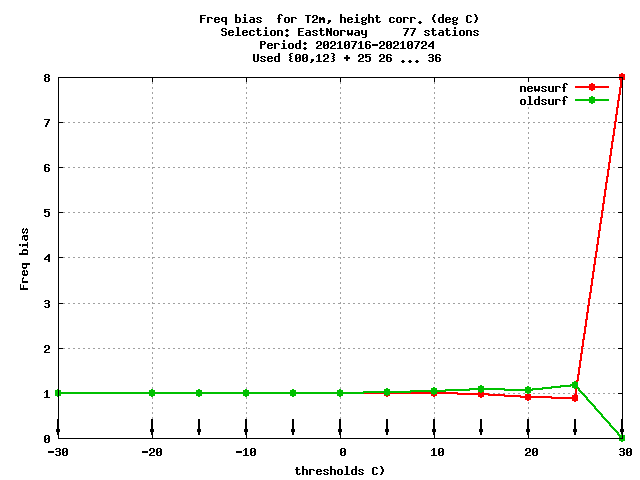 Freq bias  for T2m, height corr. (deg C)
Selection: EastNorway     77 stations
Period: 20210716-20210724
Used {00,12} + 25 26 ... 36
newsurf
oldsurf
8
7
6
5
4
3
2
1
0
Freq bias
-30
-20
-10
0
10
20
30
thresholds C)